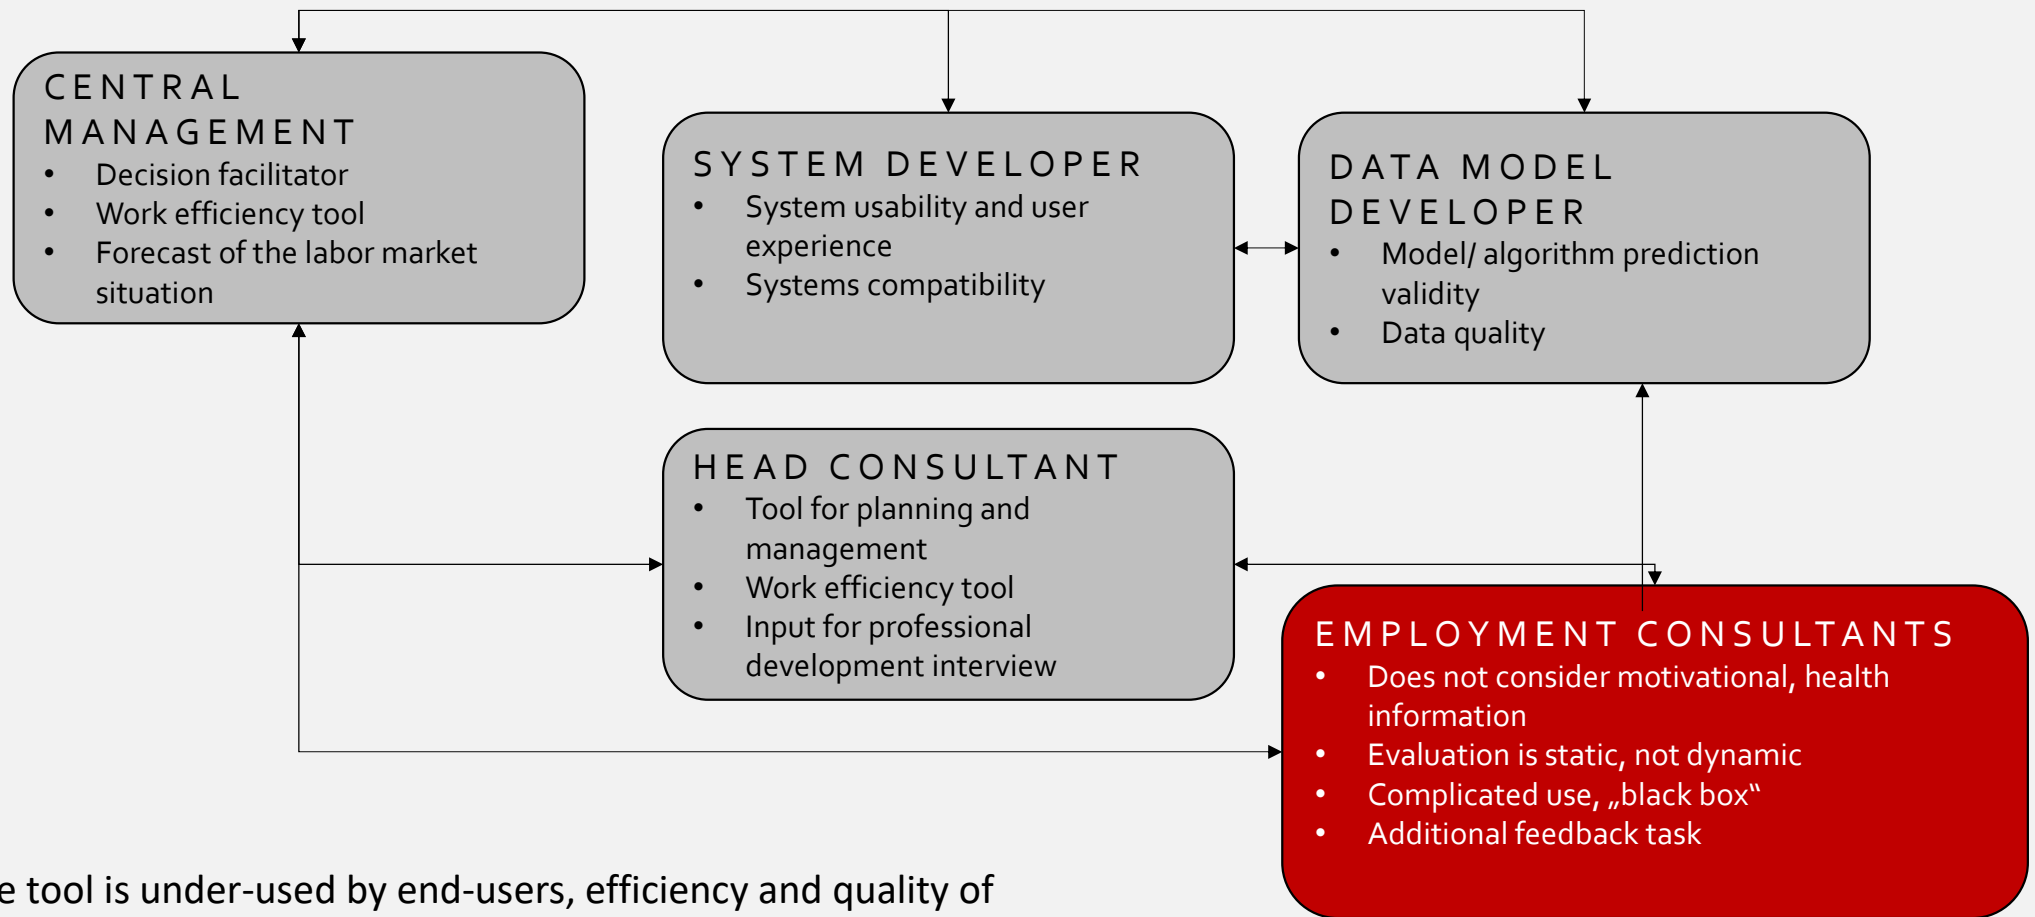 CENTRAL
MANAGEMENT
• Decision facilitator
• Work efficiency tool
• Forecast of the labor market
situation
SYSTEM DEVELOPER
• System usability and user
experience
• Systems compatibility
DATA MODEL
DEVELOPER
• Model/ algorithm prediction
validity
• Data quality
HEAD CONSULTANT
• Tool for planning and
management
• Work efficiency tool
• Input for professional
development interview
EMPLOYMENT CONSULTANTS
• Does not consider motivational, health
information
• Evaluation is static, not dynamic
• Complicated use, „black box“
• Additional feedback task
tool is under-used by end-users, efficiency and quality of